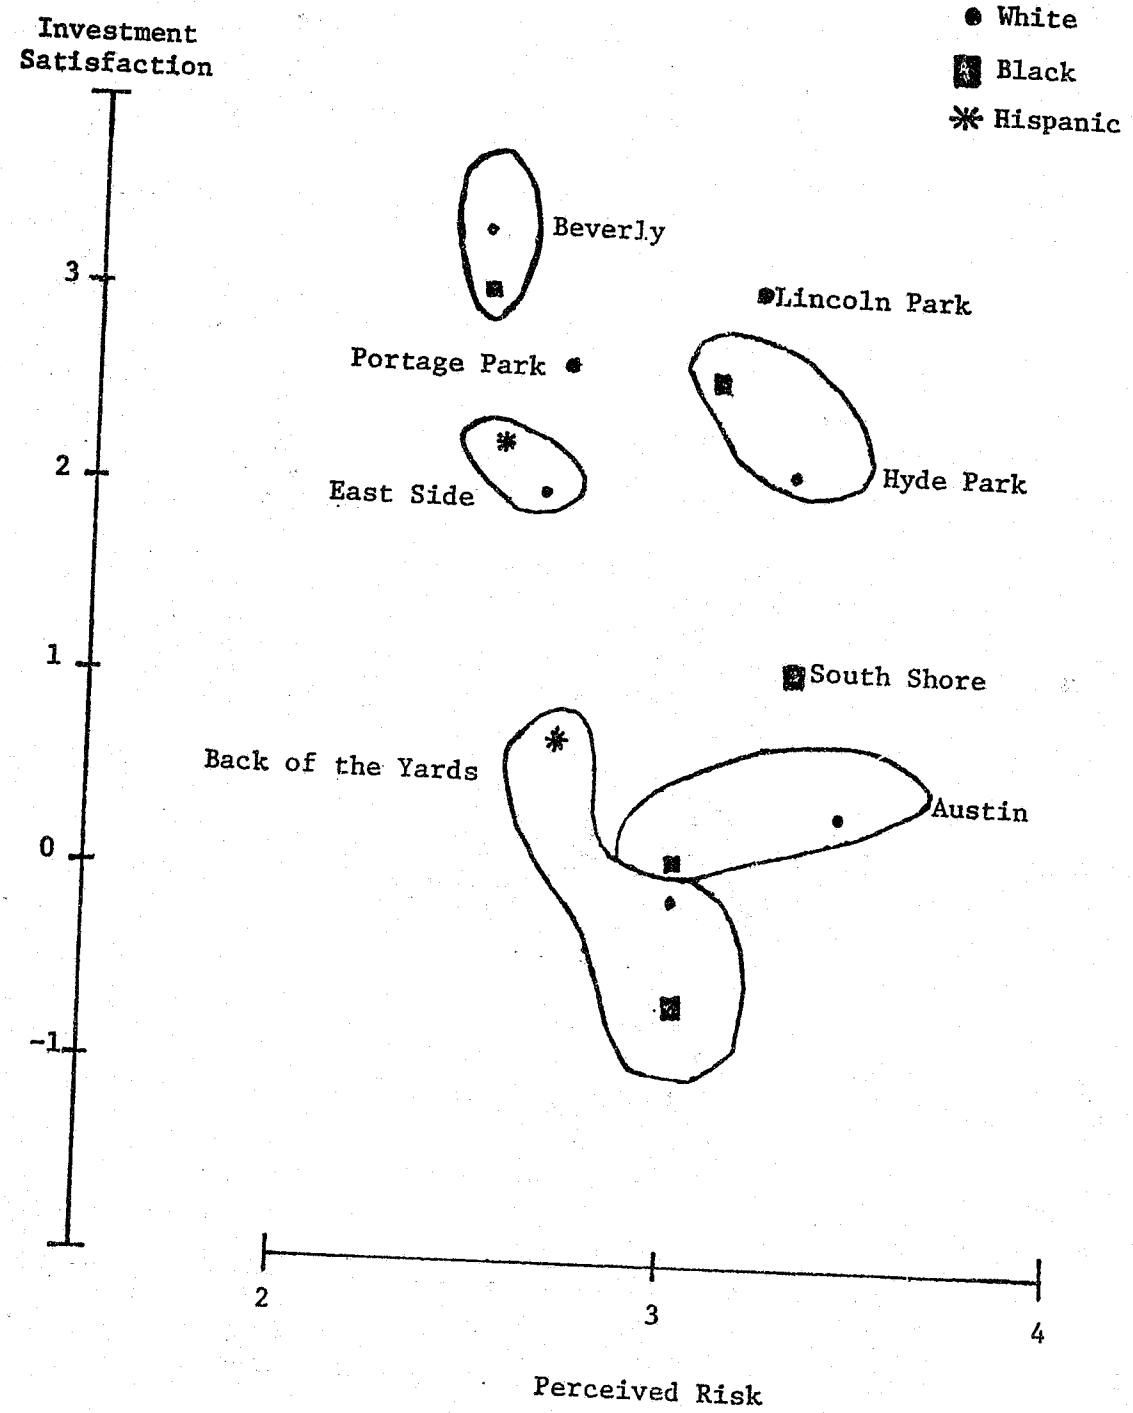 Investment
Satisfaction
White
Black
Hispanic
Beverly
3
Lincoln Park
Portage Park
2
East Side
Hyde Park
1
South Shore
Back of the Yards
Austin
0
-1
2
3
4
Perceived Risk